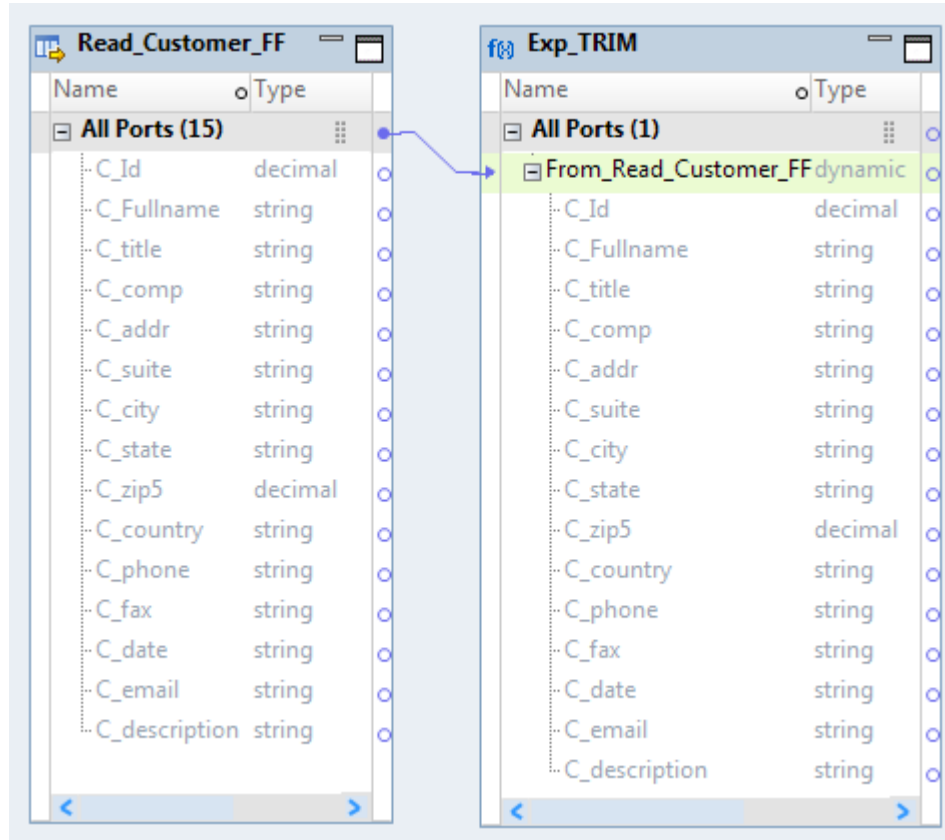 Read_Customer_FF
Name Type
All Ports (15)
C_Id decimal
C_Fullname string
C_title string
C_comp string
C_addr string
C_suite string
C_city string
C_state string
C_zip5 decimal
C_country string
C_phone string
C_fax string
C_date string
C_email string
C_description string
f(x) Exp_TRIM
Name Type
All Ports (1)
From_Read_Customer_FF dynamic
C_Id decimal
C_Fullname string
C_title string
C_comp string
C_addr string
C_suite string
C_city string
C_state string
C_zip5 decimal
C_country string
C_phone string
C_fax string
C_date string
C_email string
C_description string